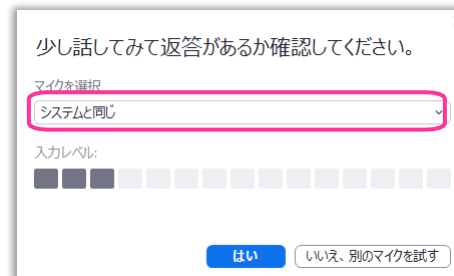 少し話してみて返答があるか確認してください。
マイクを選択
システムと同じ
入力レベル:
はい
いいえ、別のマイクを試す